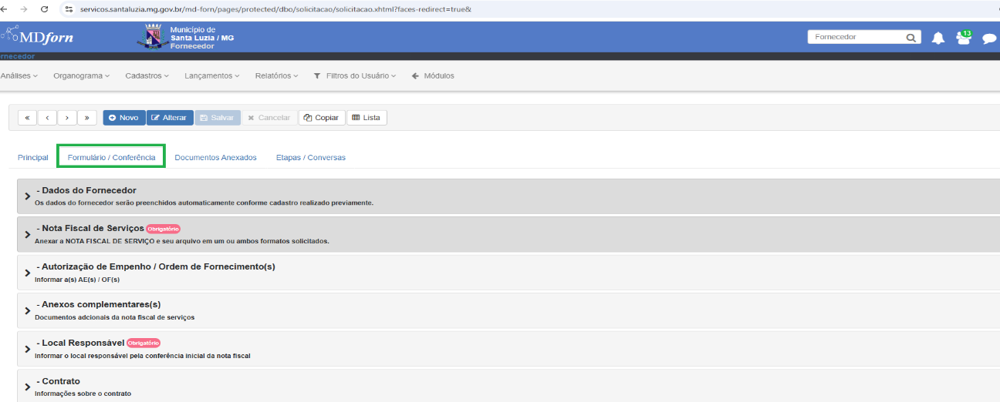 servicos.santaluzia.mg.gov.br/md-forn/pages/protected/dbo/solicitacao/solicitacao.xhtml?faces-redirect=true&
MDforn
Município de
Santa Luzia / MG
Fornecedor
Fornecedor
13
rnecedor
Análises
Organograma
Cadastros
Lançamentos
Relatórios
Filtros do Usuário
Módulos
« ‹ › » Novo Alterar Salvar Cancelar Copiar Lista
Principal
Formulário / Conferência
Documentos Anexados
Etapas / Conversas
- Dados do Fornecedor
Os dados do fornecedor serão preenchidos automaticamente conforme cadastro realizado previamente.
- Nota Fiscal de Serviços Obrigatório
Anexar a NOTA FISCAL DE SERVIÇO e seu arquivo em um ou ambos formatos solicitados.
- Autorização de Empenho / Ordem de Fornecimento(s)
Informar a(s) AE(s) / OF(s)
- Anexos complementares(s)
Documentos adcionais da nota fiscal de serviços
- Local Responsável Obrigatório
Informar o local responsável pela conferência inicial da nota fiscal
- Contrato
Informações sobre o contrato